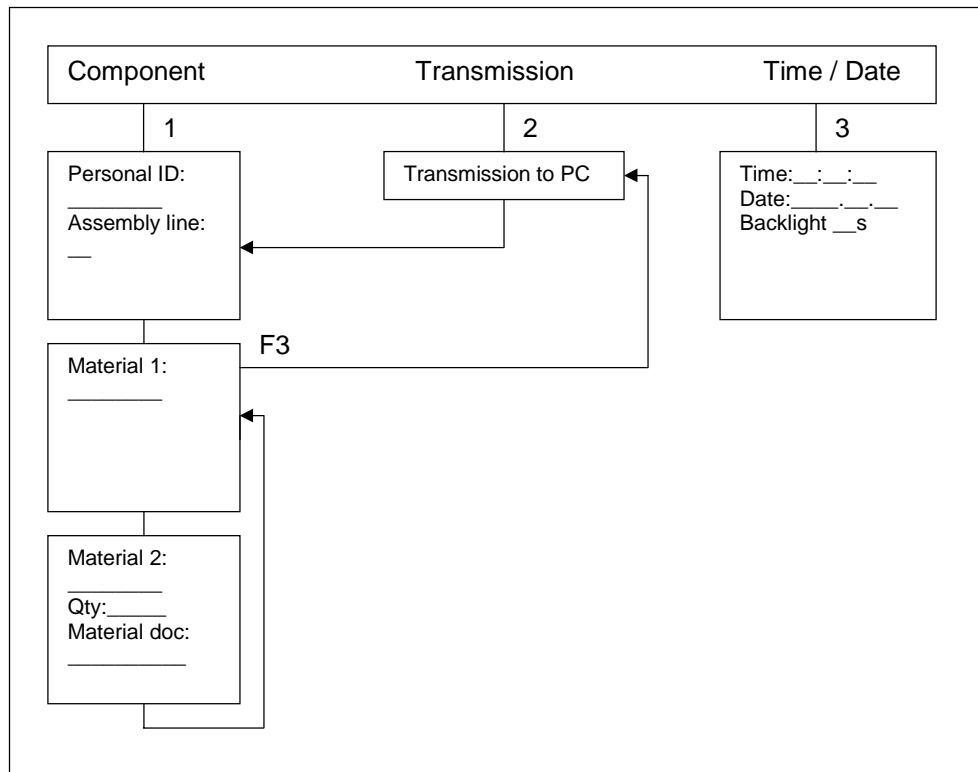 Component Transmission Time / Date
1 2 3
Personal ID:
________
Assembly line:
__
Transmission to PC
Time:__:__:__
Date:____.__.__
Backlight __s
F3
Material 1:
________
Material 2:
________
Qty:_____
Material doc:
__________